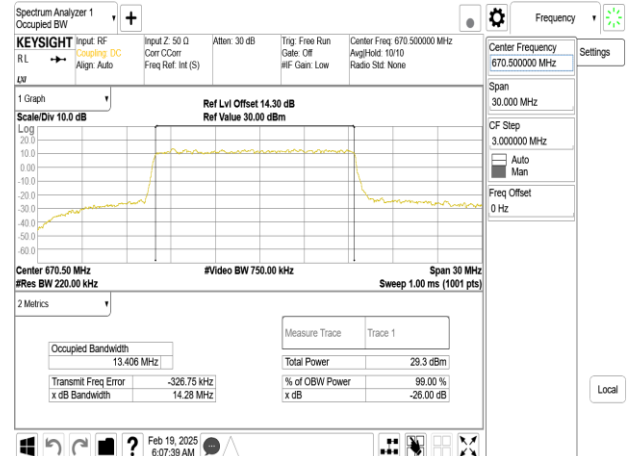 Spectrum Analyzer 1
Occupied BW
Frequency
KEYSIGHT
Input: RF
Input Z: 50 Ω
Atten: 30 dB
Trig: Free Run
Center Freq: 670.500000 MHz
RL
Coupling: DC
Corr CCorr
Gate: Off
Avg|Hold: 10/10
Align: Auto
Freq Ref: Int (S)
#IF Gain: Low
Radio Std: None
LXI
Center Frequency
670.500000 MHz
Settings
Span
30.000 MHz
CF Step
3.000000 MHz
Auto
Man
Freq Offset
0 Hz
1 Graph
Ref Lvl Offset 14.30 dB
Scale/Div 10.0 dB
Ref Value 30.00 dBm
Log
20.0
10.0
0.00
-10.0
-20.0
-30.0
-40.0
-50.0
-60.0
Center 670.50 MHz
#Video BW 750.00 kHz
Span 30 MHz
#Res BW 220.00 kHz
Sweep 1.00 ms (1001 pts)
2 Metrics
Measure Trace
Trace 1
Occupied Bandwidth
13.406 MHz
Total Power
29.3 dBm
Transmit Freq Error
-326.75 kHz
% of OBW Power
99.00 %
x dB Bandwidth
14.28 MHz
x dB
-26.00 dB
Local
?
Feb 19, 2025
6:07:39 AM